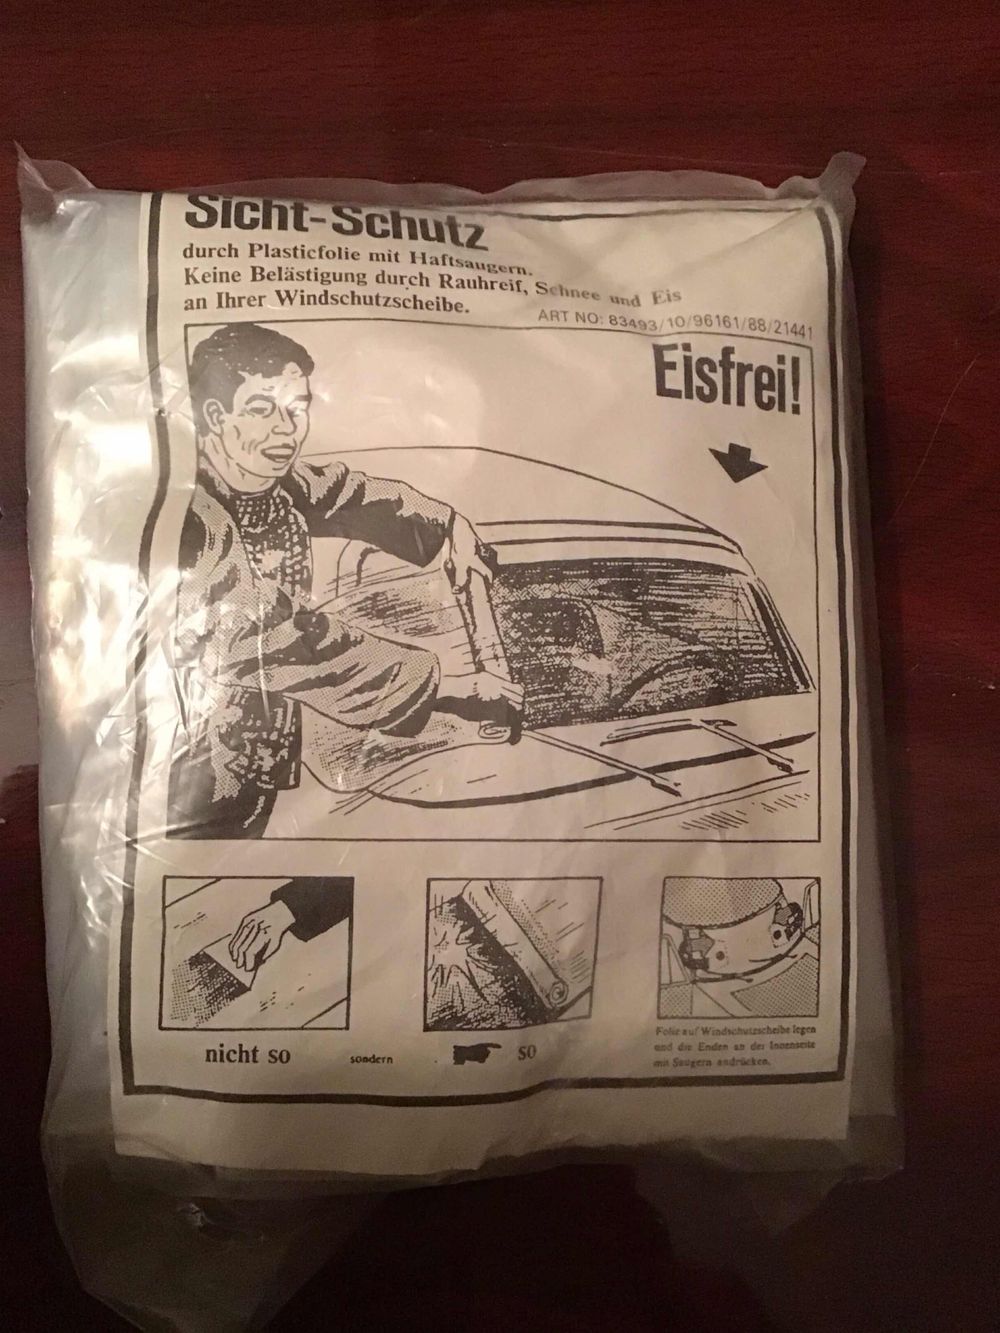 Sicht-Schutz
durch Plasticfolie mit Haftsaugern.
Keine Belästigung durch Rauhreif, Schnee und Eis
an Ihrer Windschutzscheibe.
ART NO: 83493/10/96161/88/21441
Eisfrei!
nicht so
sondern
so
Folie auf Windschutzscheibe legen
und die Enden an der Innenseite
mit Saugern andrücken.